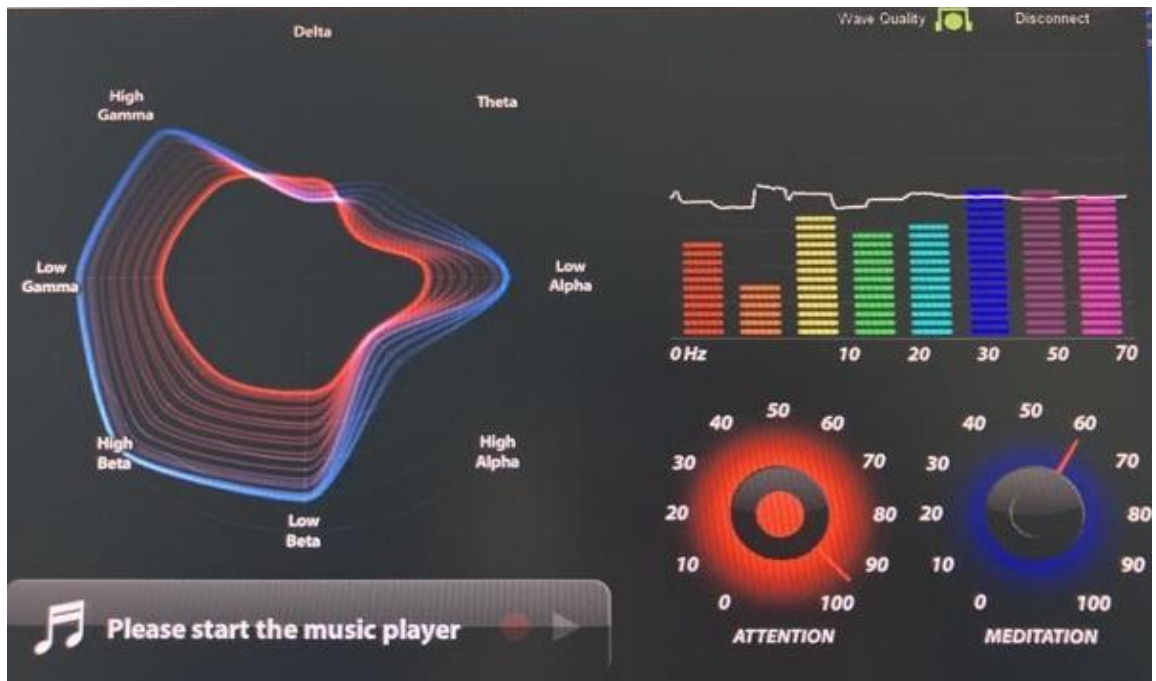 Wave Quality
Disconnect
Delta
High
Gamma
Theta
Low
Gamma
Low
Alpha
High
Beta
High
Alpha
Low
Beta
0Hz 10 20 30 50 70
0 10 20 30 40 50 60 70 80 90 100
ATTENTION
0 10 20 30 40 50 60 70 80 90 100
MEDITATION
Please start the music player